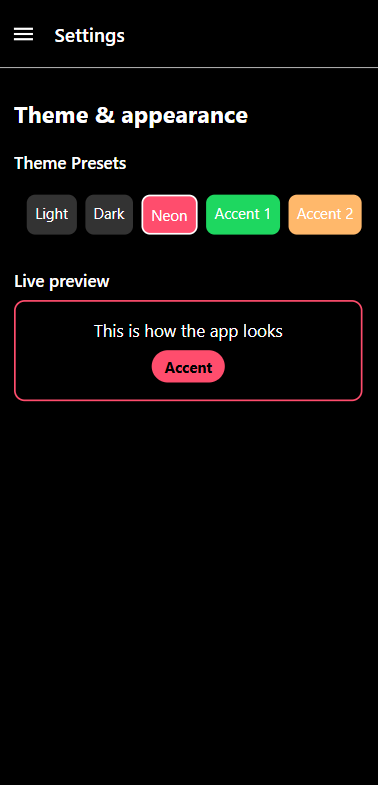 Settings
Theme & appearance
Theme Presets
Light Dark Neon Accent 1 Accent 2
Live preview
This is how the app looks
Accent